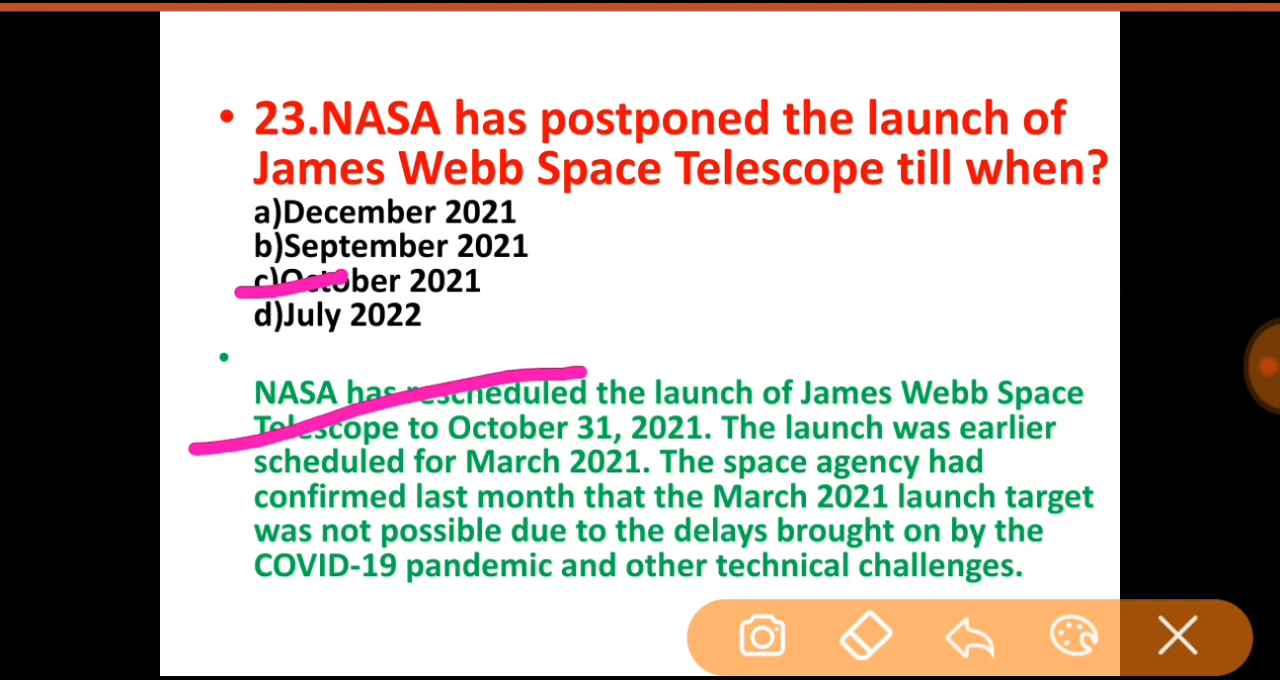 • 23.NASA has postponed the launch of
James Webb Space Telescope till when?
a)December 2021
b)September 2021
c)October 2021
d)July 2022
•
NASA has rescheduled the launch of James Webb Space
Telescope to October 31, 2021. The launch was earlier
scheduled for March 2021. The space agency had
confirmed last month that the March 2021 launch target
was not possible due to the delays brought on by the
COVID-19 pandemic and other technical challenges.